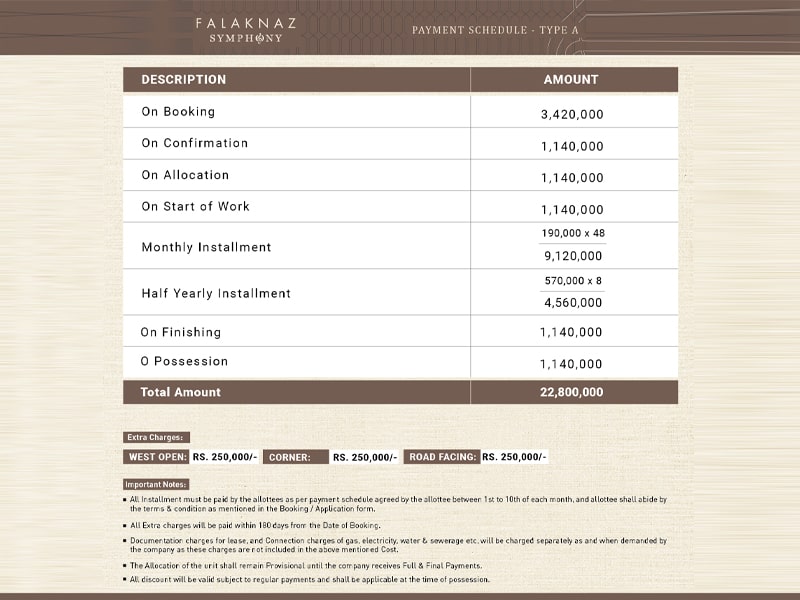 FALAKNAZ
SYMPHONY
PAYMENT SCHEDULE - TYPE A
DESCRIPTION AMOUNT
On Booking 3,420,000
On Confirmation 1,140,000
On Allocation 1,140,000
On Start of Work 1,140,000
Monthly Installment 190,000 x 48
9,120,000
Half Yearly Installment 570,000 x 8
4,560,000
On Finishing 1,140,000
O Possession 1,140,000
Total Amount 22,800,000
Extra Charges:
WEST OPEN: RS. 250,000/- CORNER: RS. 250,000/- ROAD FACING: RS. 250,000/-
Important Notes:
▪ All Installment must be paid by the allottees as per payment schedule agreed by the allottee between 1st to 10th of each month, and allottee shall abide by
the terms & condition as mentioned in the Booking / Application form.
▪ All Extra charges will be paid within 180 days from the Date of Booking.
▪ Documentation charges for lease, and Connection charges of gas, electricity, water & sewerage etc, will be charged separately as and when demanded by
the company as these charges are not included in the above mentioned Cost.
▪ The Allocation of the unit shall remain Provisional until the company receives Full & Final Payments.
▪ All discount will be valid subject to regular payments and shall be applicable at the time of possession.